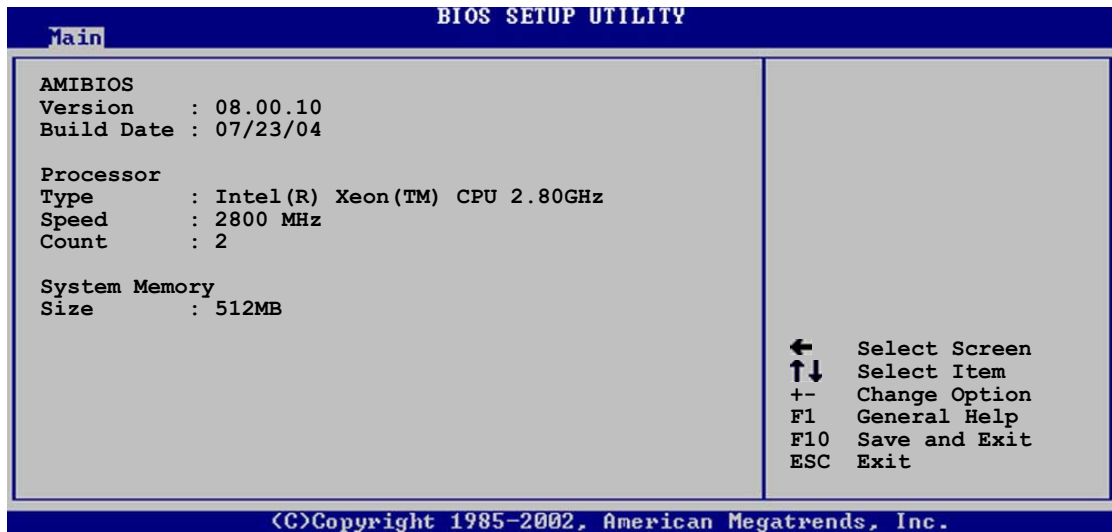 BIOS SETUP UTILITY
Main
AMIBIOS
Version : 08.00.10
Build Date : 07/23/04
Processor
Type : Intel(R) Xeon(TM) CPU 2.80GHz
Speed : 2800 MHz
Count : 2
System Memory
Size : 512MB
← Select Screen
↑↓ Select Item
+- Change Option
F1 General Help
F10 Save and Exit
ESC Exit
(C)Copyright 1985-2002, American Megatrends, Inc.